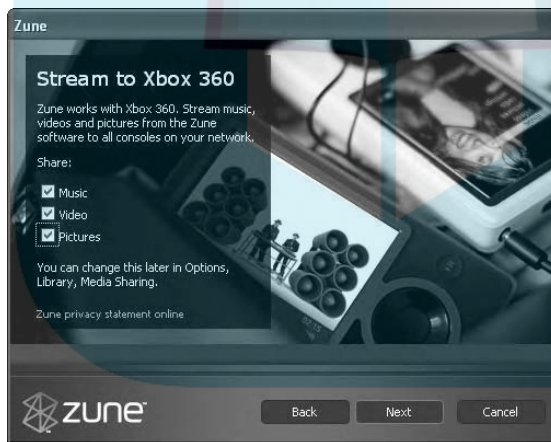 Zune
Stream to Xbox 360
Zune works with Xbox 360. Stream music,
videos and pictures from the Zune
software to all consoles on your network.
Share:
Music
Video
Pictures
You can change this later in Options,
Library, Media Sharing.
Zune privacy statement online
02:15
zune
Back
Next
Cancel